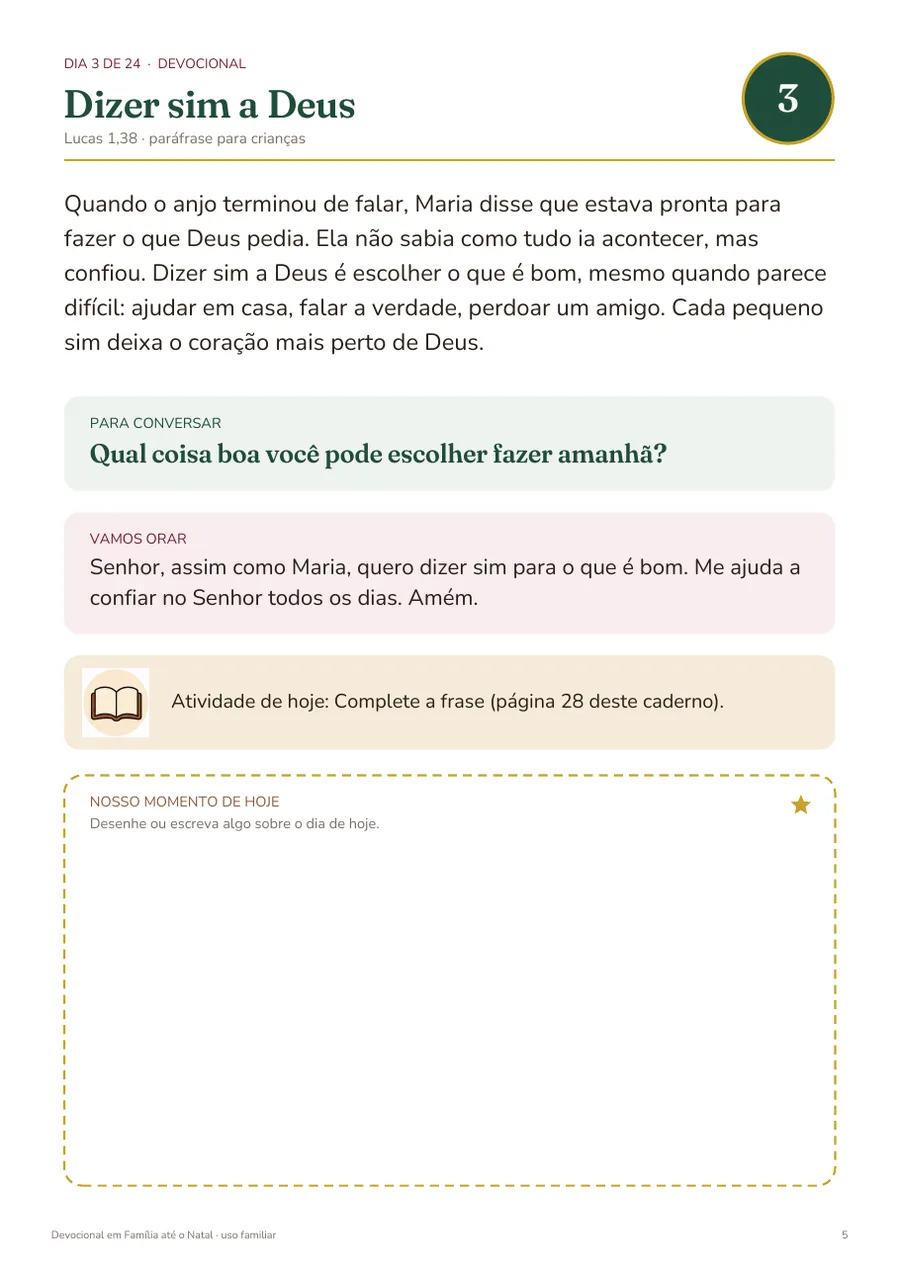 DIA 3 DE 24 · DEVOCIONAL
Dizer sim a Deus
Lucas 1,38 · paráfrase para crianças
3
Quando o anjo terminou de falar, Maria disse que estava pronta para
fazer o que Deus pedia. Ela não sabia como tudo ia acontecer, mas
confiou. Dizer sim a Deus é escolher o que é bom, mesmo quando parece
difícil: ajudar em casa, falar a verdade, perdoar um amigo. Cada pequeno
sim deixa o coração mais perto de Deus.
PARA CONVERSAR
Qual coisa boa você pode escolher fazer amanhã?
VAMOS ORAR
Senhor, assim como Maria, quero dizer sim para o que é bom. Me ajuda a
confiar no Senhor todos os dias. Amém.
Atividade de hoje: Complete a frase (página 28 deste caderno).
NOSSO MOMENTO DE HOJE
Desenhe ou escreva algo sobre o dia de hoje.
Devocional em Família até o Natal · uso familiar
5